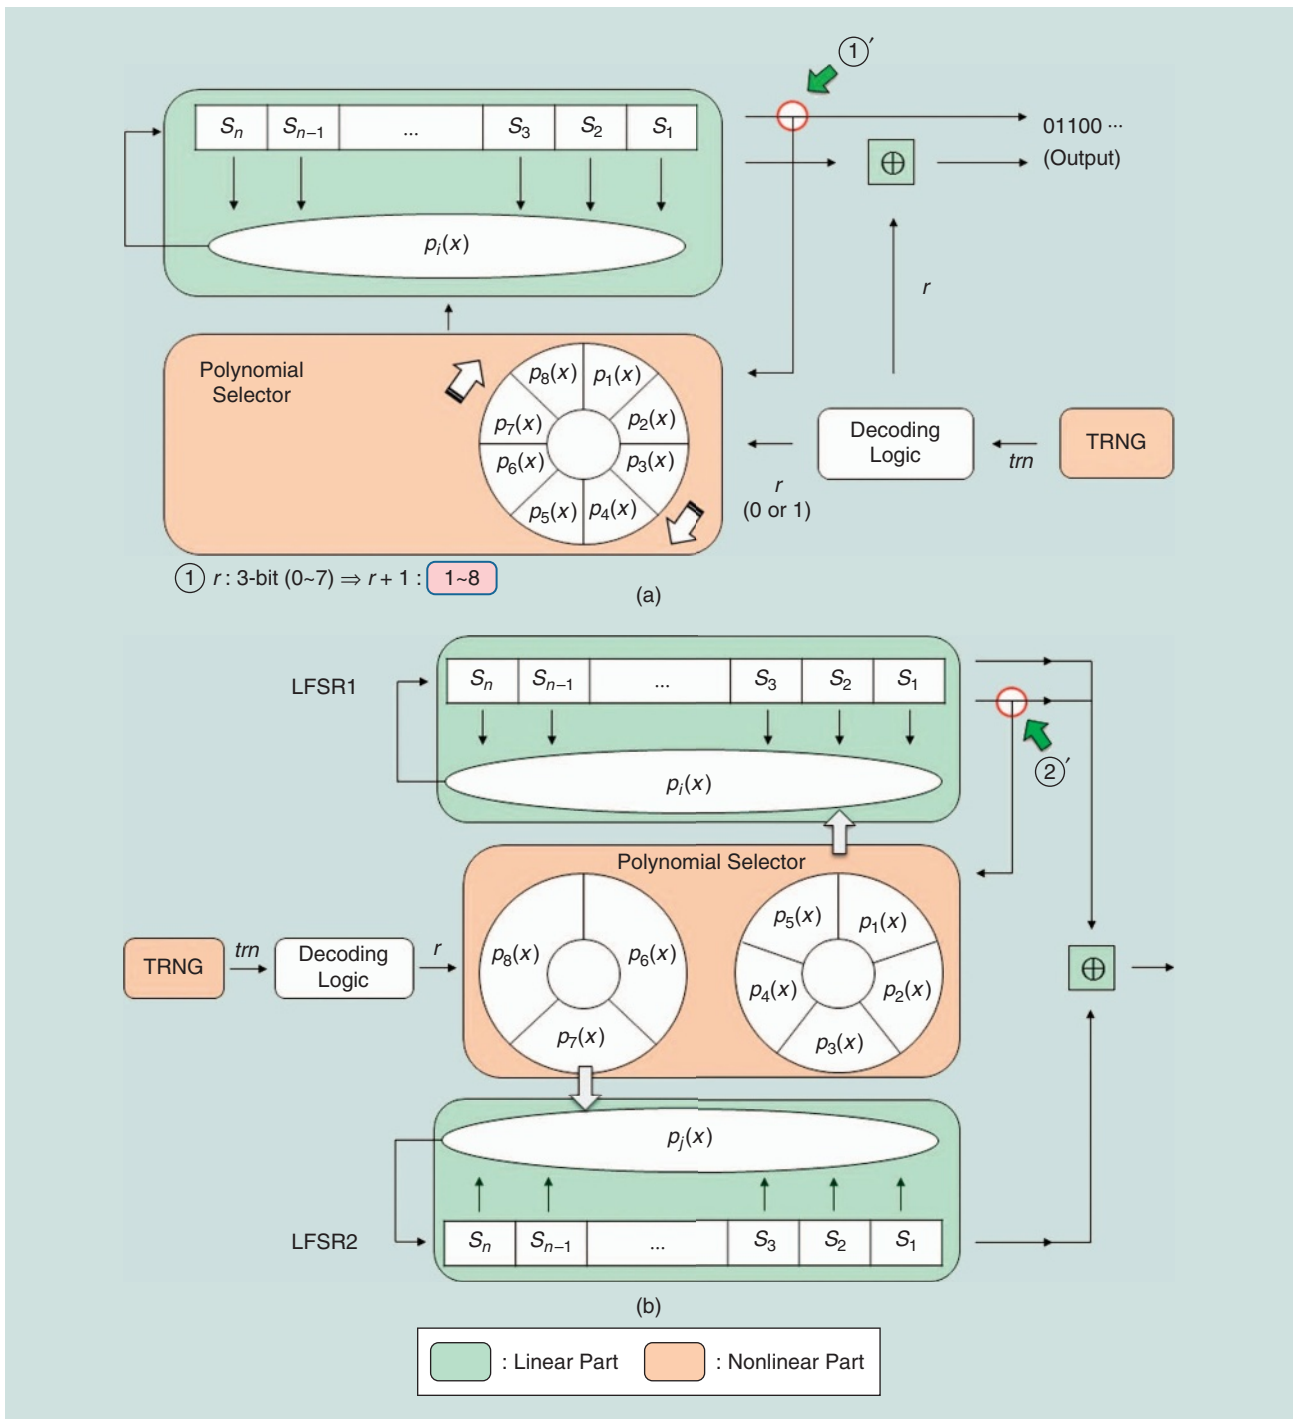 ①′
Sₙ Sₙ₋₁ ... S₃ S₂ S₁
01100 ···
⊕ (Output)
pᵢ(x)
r
Polynomial
Selector
p₈(x) p₁(x)
p₇(x) p₂(x)
p₆(x) p₃(x)
p₅(x) p₄(x)
Decoding
Logic
trn
TRNG
r
(0 or 1)
① r : 3-bit (0~7) ⇒ r + 1 : 1~8
(a)
LFSR1
Sₙ Sₙ₋₁ ... S₃ S₂ S₁
②′
pᵢ(x)
Polynomial Selector
p₅(x) p₁(x)
p₈(x) p₆(x) p₄(x) p₂(x)
p₇(x) p₃(x)
TRNG
trn
Decoding
Logic
r
⊕
pⱼ(x)
LFSR2
Sₙ Sₙ₋₁ ... S₃ S₂ S₁
(b)
: Linear Part : Nonlinear Part